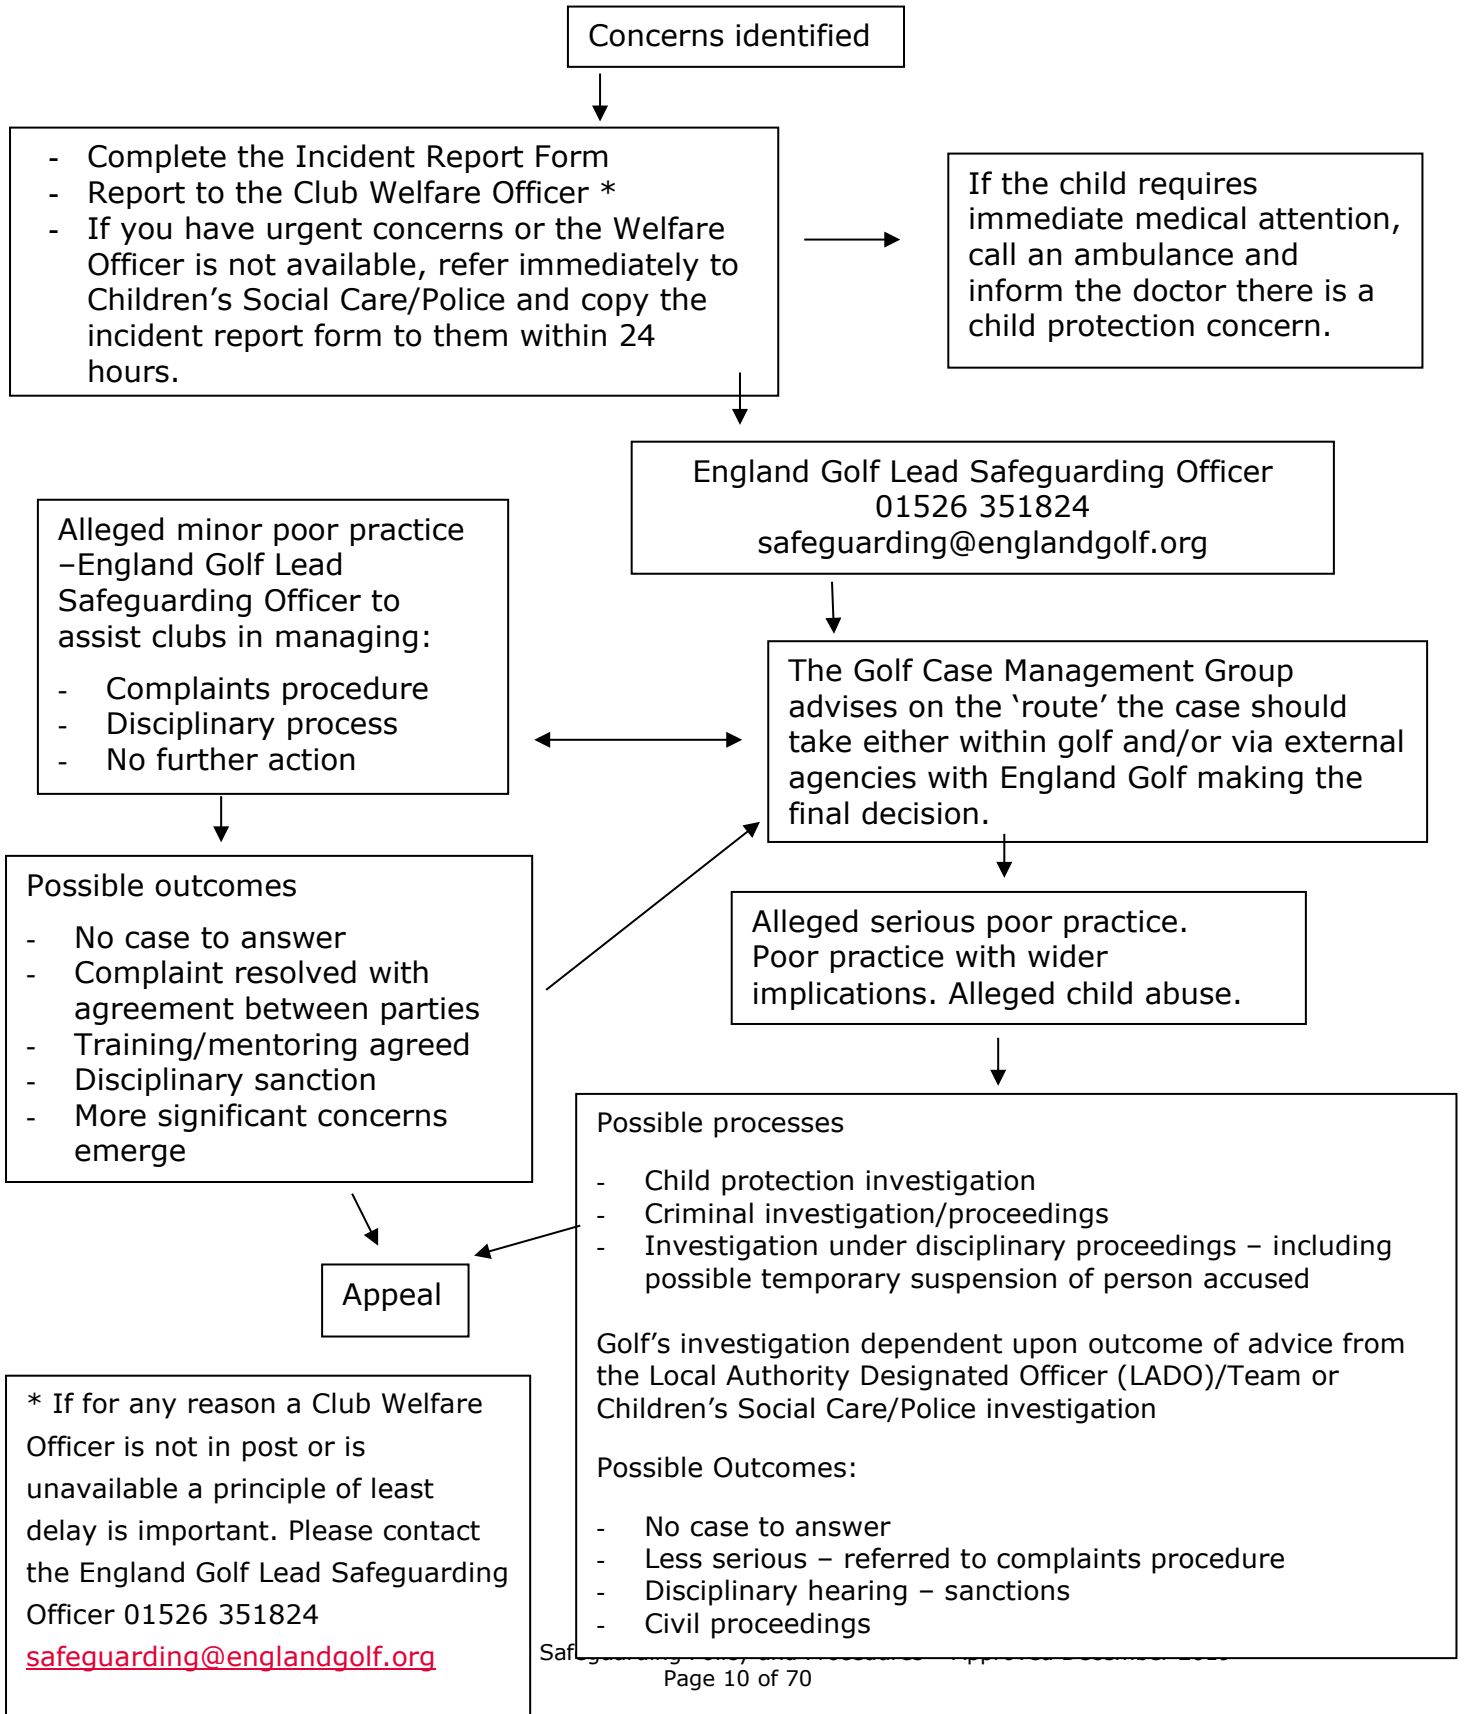 Concerns identified
- Complete the Incident Report Form
- Report to the Club Welfare Officer *
- If you have urgent concerns or the Welfare
Officer is not available, refer immediately to
Children’s Social Care/Police and copy the
incident report form to them within 24
hours.
If the child requires
immediate medical attention,
call an ambulance and
inform the doctor there is a
child protection concern.
England Golf Lead Safeguarding Officer
01526 351824
safeguarding@englandgolf.org
Alleged minor poor practice
–England Golf Lead
Safeguarding Officer to
assist clubs in managing:
- Complaints procedure
- Disciplinary process
- No further action
The Golf Case Management Group
advises on the ‘route’ the case should
take either within golf and/or via external
agencies with England Golf making the
final decision.
Possible outcomes
- No case to answer
- Complaint resolved with
agreement between parties
- Training/mentoring agreed
- Disciplinary sanction
- More significant concerns
emerge
Alleged serious poor practice.
Poor practice with wider
implications. Alleged child abuse.
Possible processes
- Child protection investigation
- Criminal investigation/proceedings
- Investigation under disciplinary proceedings – including
possible temporary suspension of person accused
Golf’s investigation dependent upon outcome of advice from
the Local Authority Designated Officer (LADO)/Team or
Children’s Social Care/Police investigation
Possible Outcomes:
- No case to answer
- Less serious – referred to complaints procedure
- Disciplinary hearing – sanctions
- Civil proceedings
Appeal
* If for any reason a Club Welfare
Officer is not in post or is
unavailable a principle of least
delay is important. Please contact
the England Golf Lead Safeguarding
Officer 01526 351824
safeguarding@englandgolf.org
Safeguarding Policy and Procedures – Approved December
Page 10 of 70